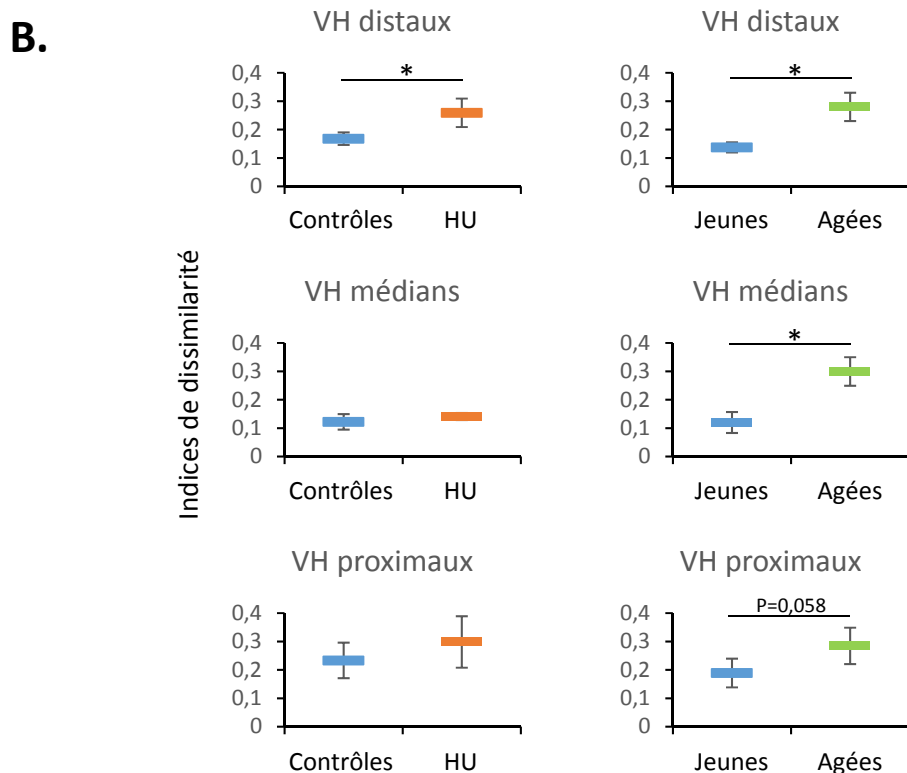 B.
VH distaux
*
0,4
0,3
0,2
0,1
0
Contrôles HU
VH distaux
*
0,4
0,3
0,2
0,1
0
Jeunes Agées
Indices de dissimilarité
VH médians
0,4
0,3
0,2
0,1
0
Contrôles HU
VH médians
*
0,4
0,3
0,2
0,1
0
Jeunes Agées
VH proximaux
0,4
0,3
0,2
0,1
0
Contrôles HU
VH proximaux
P=0,058
0,4
0,3
0,2
0,1
0
Jeunes Agées